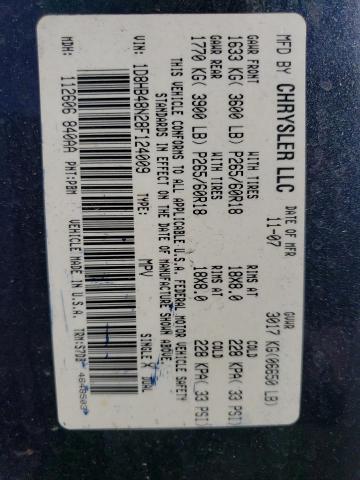 MFD BY CHRYSLER LLC DATE OF MFR 11-07 GVWR 3017 KG(06650 LB)
GAWR FRONT WITH TIRES RIMS AT COLD
1633 KG (3600 LB) P265/60R18 18X8.0 228 KPA( 33 PSI)
GAWR REAR WITH TIRES RIMS AT COLD
1770 KG (3900 LB) P265/60R18 18X8.0 228 KPA( 33 PSI)
THIS VEHICLE CONFORMS TO ALL APPLICABLE U.S.A. FEDERAL MOTOR VEHICLE SAFETY
STANDARDS IN EFFECT ON THE DATE OF MANUFACTURE SHOWN ABOVE.
VIN: 1D8HB48N28F124009 MPV SINGLE X DUAL
MDH: 112606 840AA PNT:PBM VEHICLE MADE IN U.S.A. TRM: